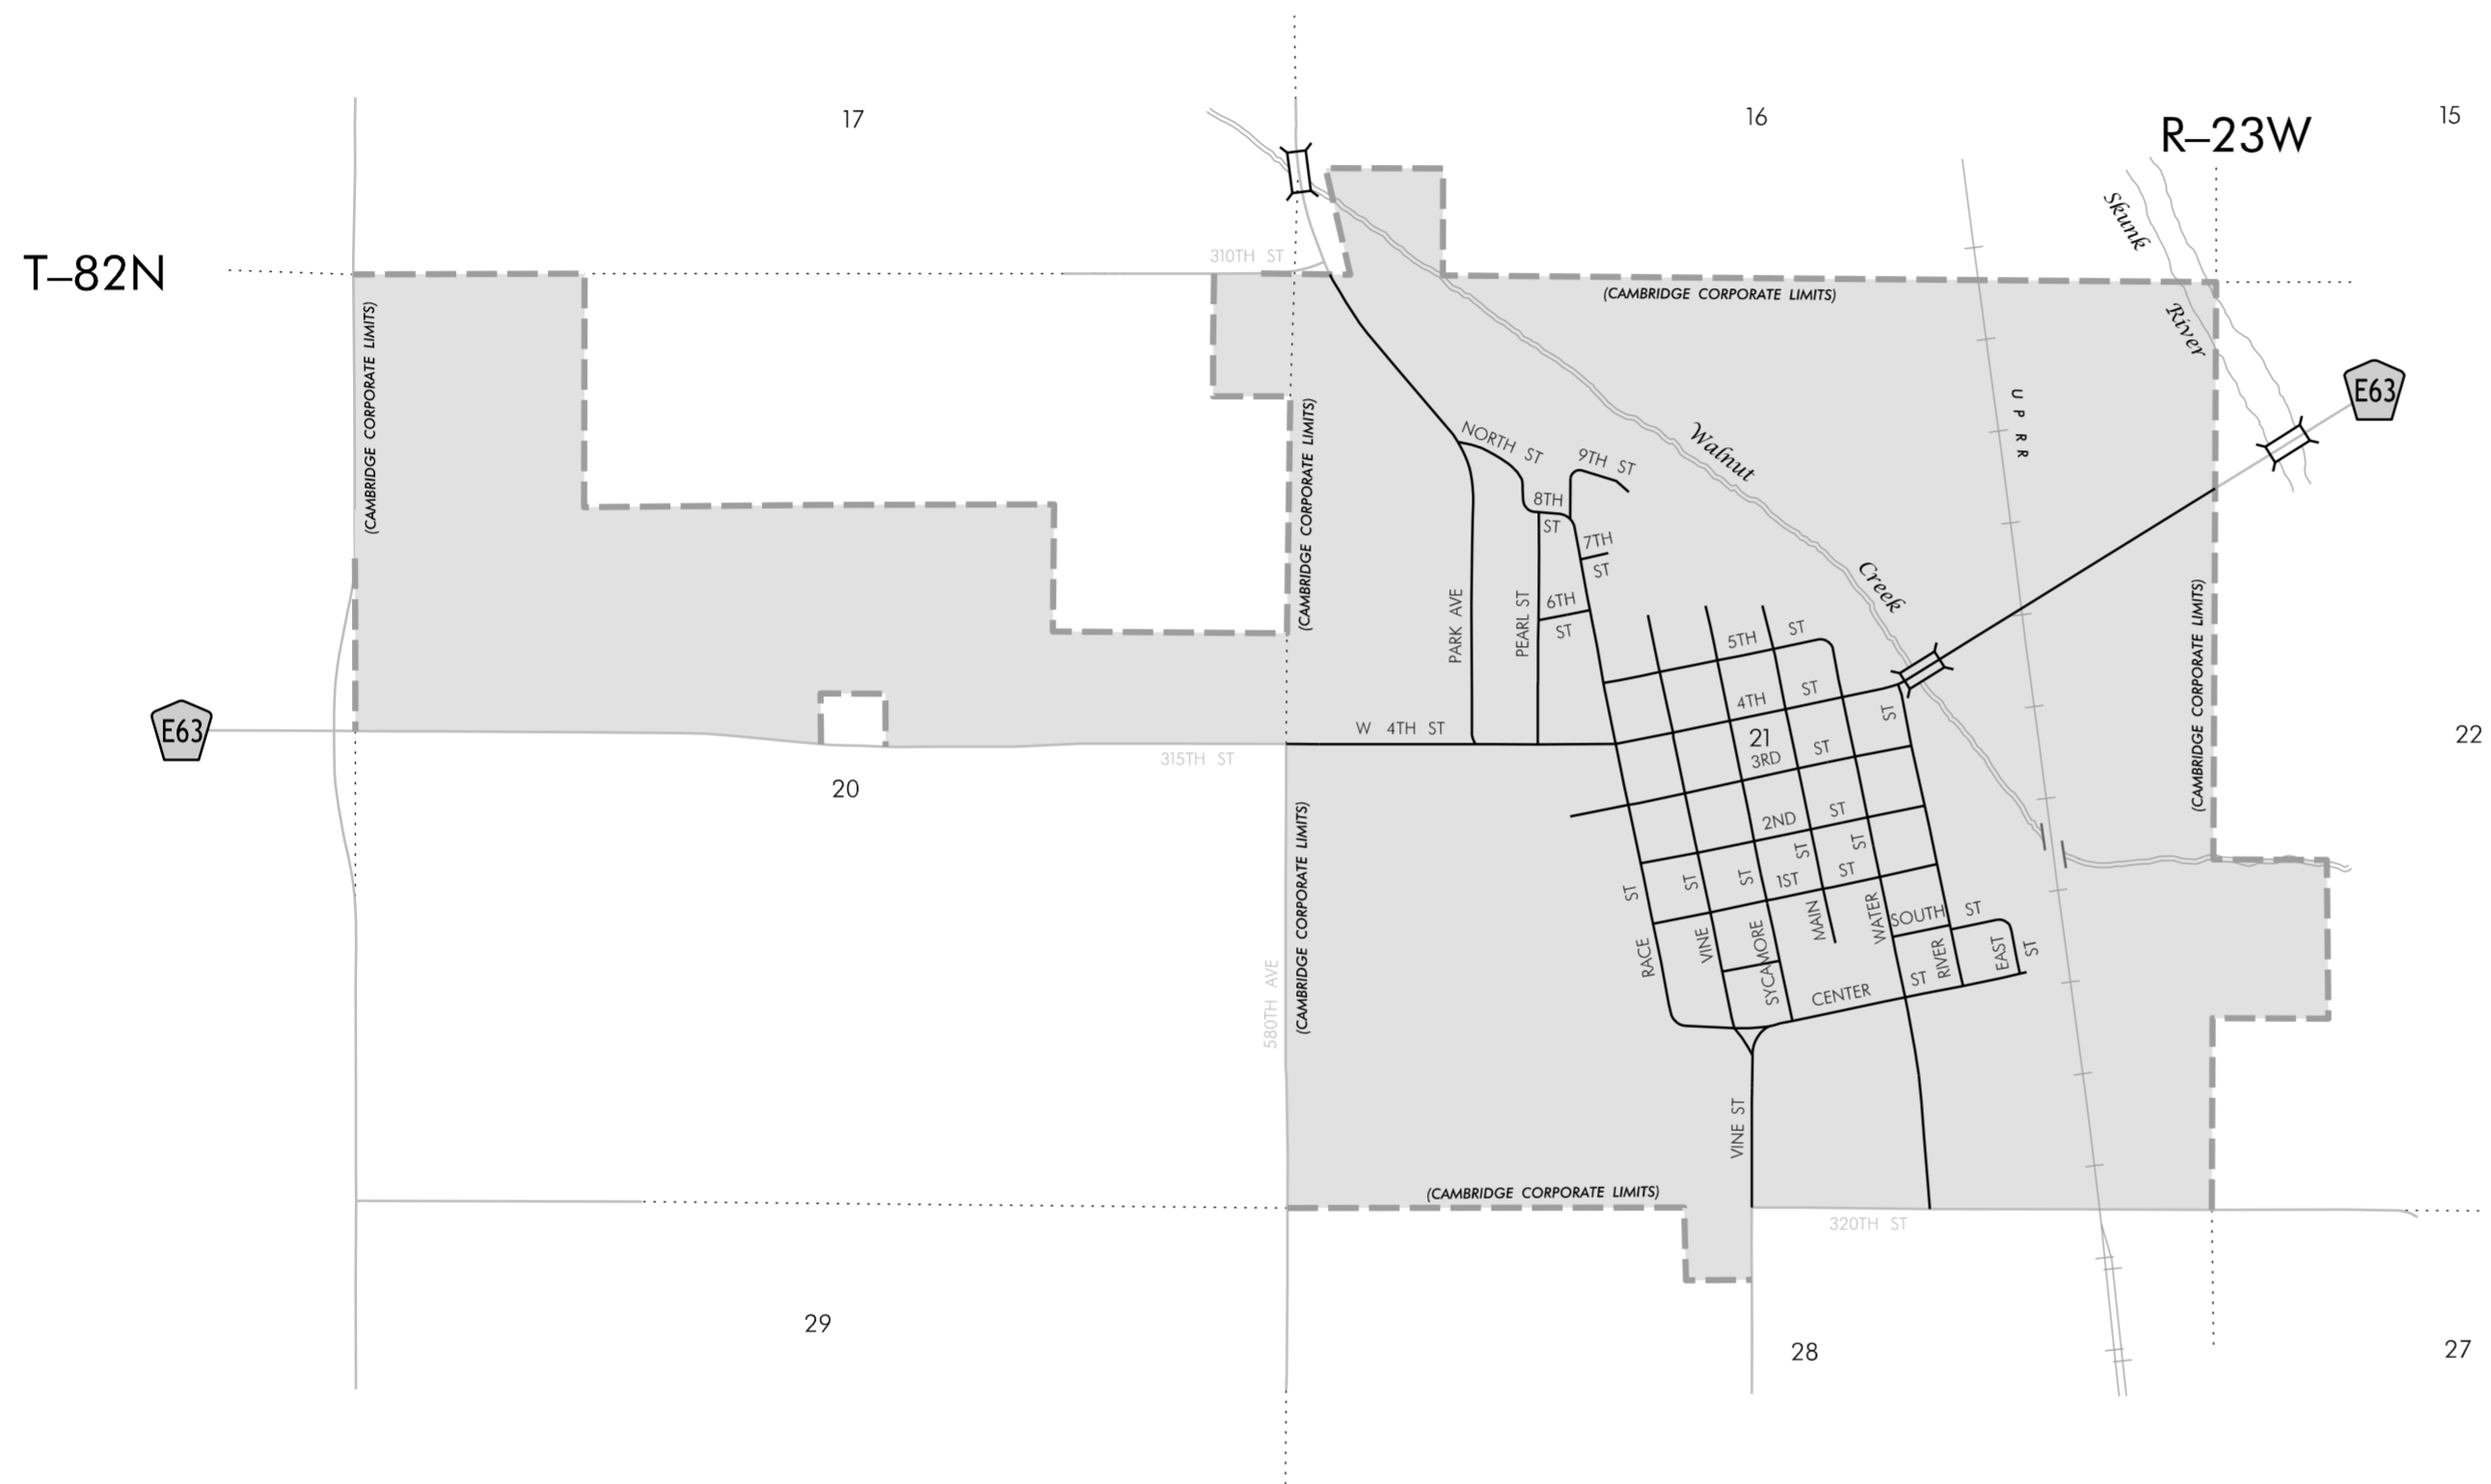 17
16
15
R–23W
T–82N
310TH ST
Skunk
River
(CAMBRIDGE CORPORATE LIMITS)
(CAMBRIDGE CORPORATE LIMITS)
(CAMBRIDGE CORPORATE LIMITS)
E63
U P R R
NORTH ST
9TH ST
Walnut
Creek
8TH
ST
7TH
ST
6TH
ST
PARK AVE
PEARL ST
5TH ST
4TH ST
ST
(CAMBRIDGE CORPORATE LIMITS)
E63
W 4TH ST
315TH ST
21
22
3RD ST
20
2ND ST
1ST ST
ST
ST
ST
ST
ST
(CAMBRIDGE CORPORATE LIMITS)
580TH AVE
RACE
VINE
SYCAMORE
MAIN
WATER
SOUTH ST
RIVER
EAST
ST
CENTER ST
VINE ST
(CAMBRIDGE CORPORATE LIMITS)
320TH ST
29
28
27